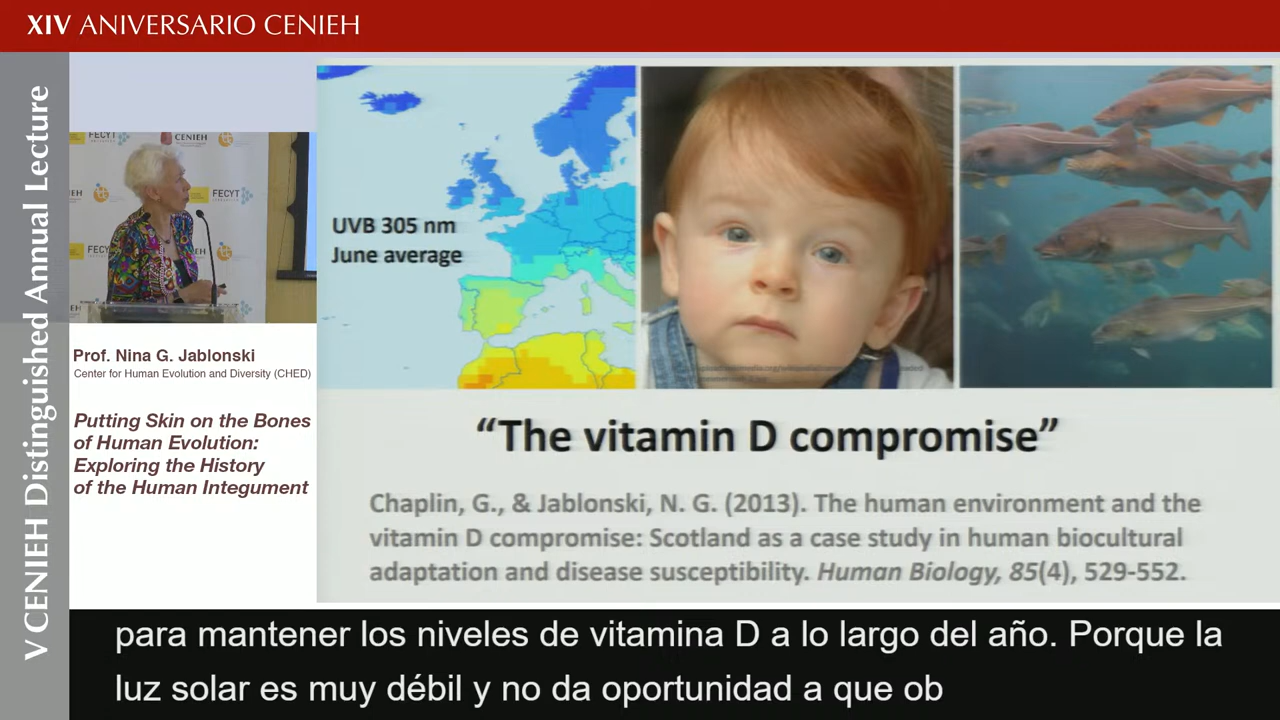 XIV ANIVERSARIO CENIEH
V CENIEH Distinguished Annual Lecture
FECYT
CENIEH
FECYT
FECYT
Prof. Nina G. Jablonski
Center for Human Evolution and Diversity (CHED)
Putting Skin on the Bones
of Human Evolution:
Exploring the History
of the Human Integument
UVB 305 nm
June average
“The vitamin D compromise”
Chaplin, G., & Jablonski, N. G. (2013). The human environment and the
vitamin D compromise: Scotland as a case study in human biocultural
adaptation and disease susceptibility. Human Biology, 85(4), 529-552.
para mantener los niveles de vitamina D a lo largo del año. Porque la
luz solar es muy débil y no da oportunidad a que ob